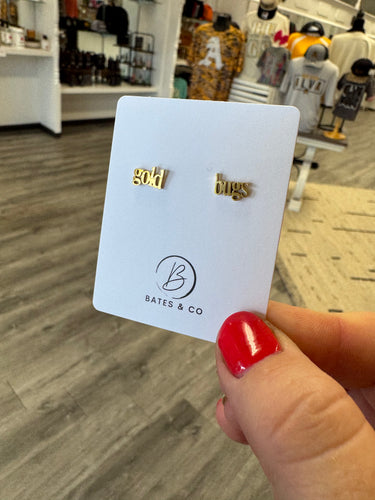 gold bugs
B
BATES & CO
A